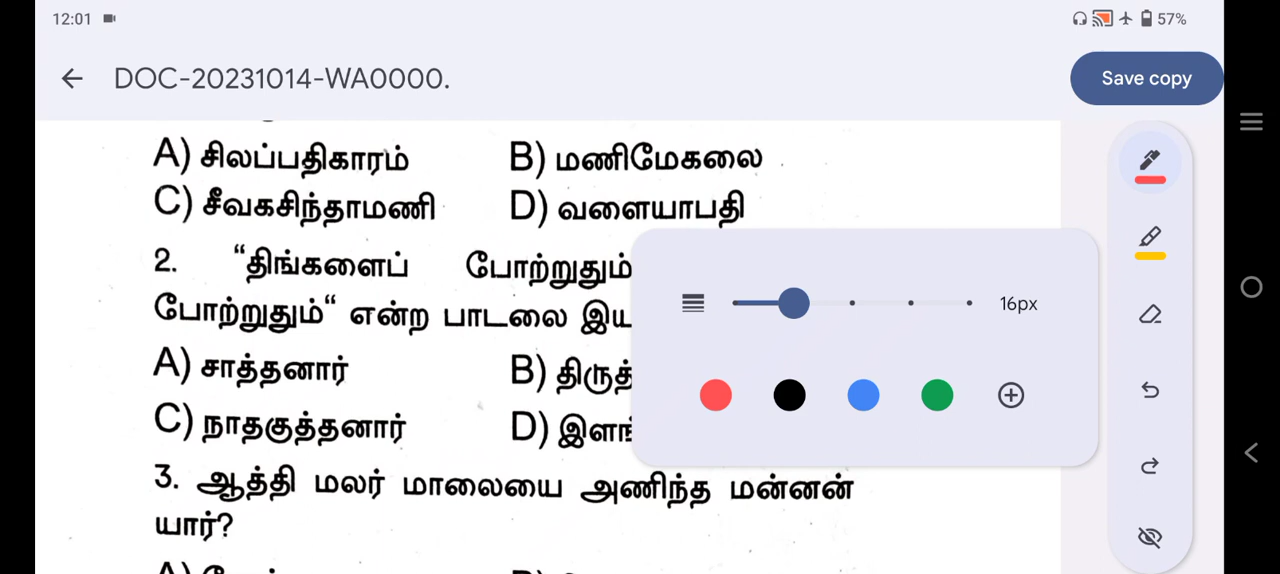 12:01
57%
DOC-20231014-WA0000.
Save copy
A) சிலப்பதிகாரம் B) மணிமேகலை
C) சீவகசிந்தாமணி D) வளையாபதி
2. “திங்களைப் போற்றுதும்
போற்றுதும்“ என்ற பாடலை
16px
A) சாத்தனார் B)
C) நாதகுத்தனார் D)
3. ஆத்தி மலர் மாலையை அணிந்த மன்னன்
யார்?